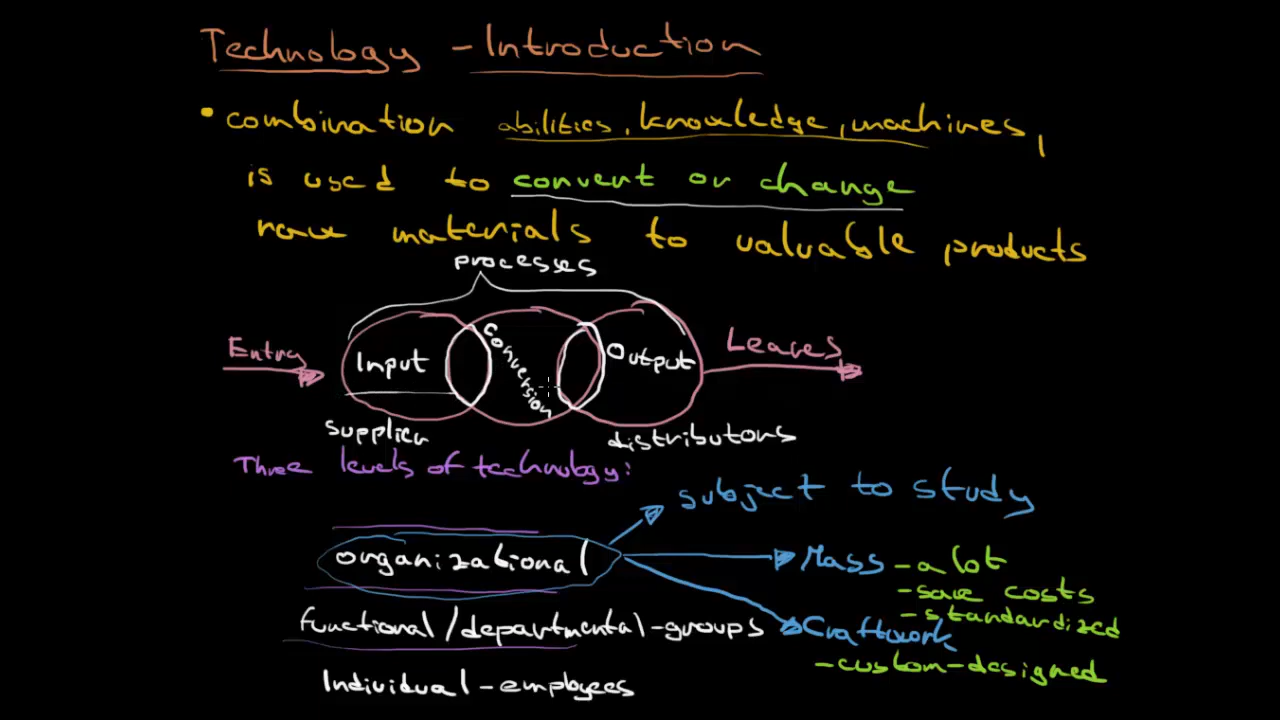 Technology - Introduction
• combination abilities, knowledge, machines,
is used to convert or change
raw materials to valuable products
processes
Entry
Input
Conversion
Output
Leaves
supplier
distributors
Three levels of technology:
subject to study
organizational
Mass - a lot
- save costs
- standardized
functional/departmental - groups
Craftwork
- custom-designed
Individual - employees